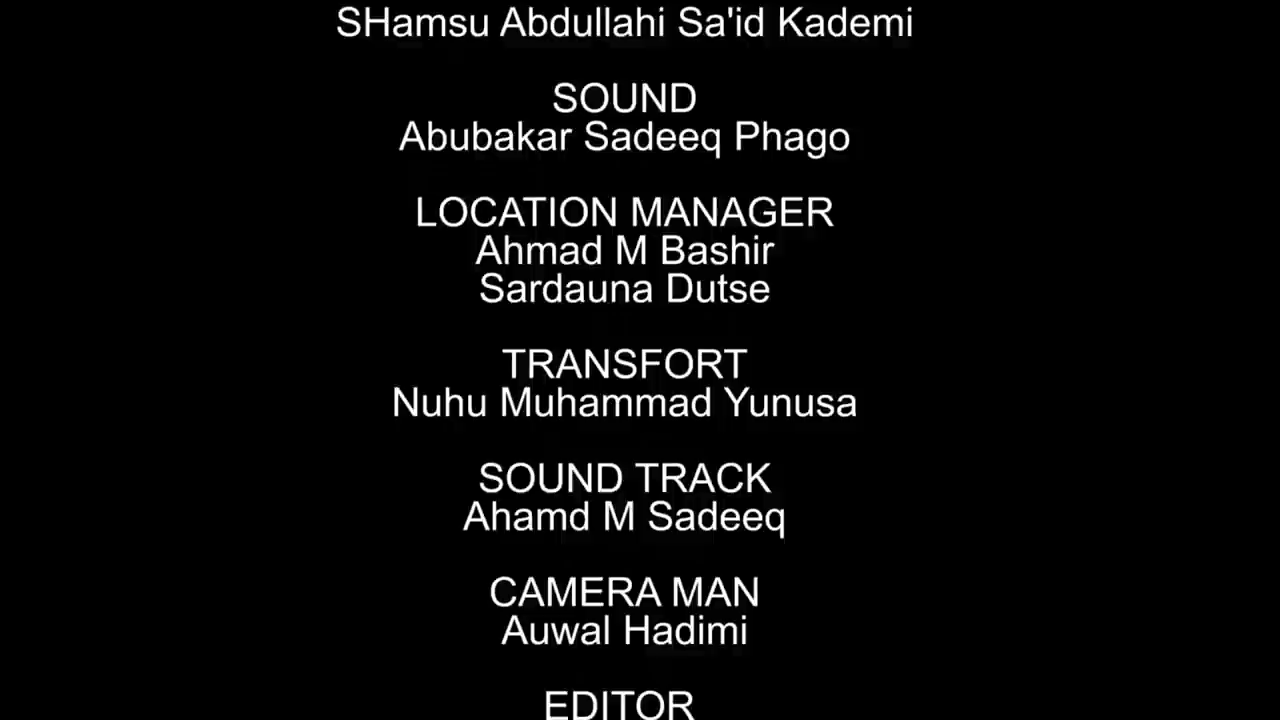 SHamsu Abdullahi Sa'id Kademi
SOUND
Abubakar Sadeeq Phago
LOCATION MANAGER
Ahmad M Bashir
Sardauna Dutse
TRANSFORT
Nuhu Muhammad Yunusa
SOUND TRACK
Ahamd M Sadeeq
CAMERA MAN
Auwal Hadimi
EDITOR